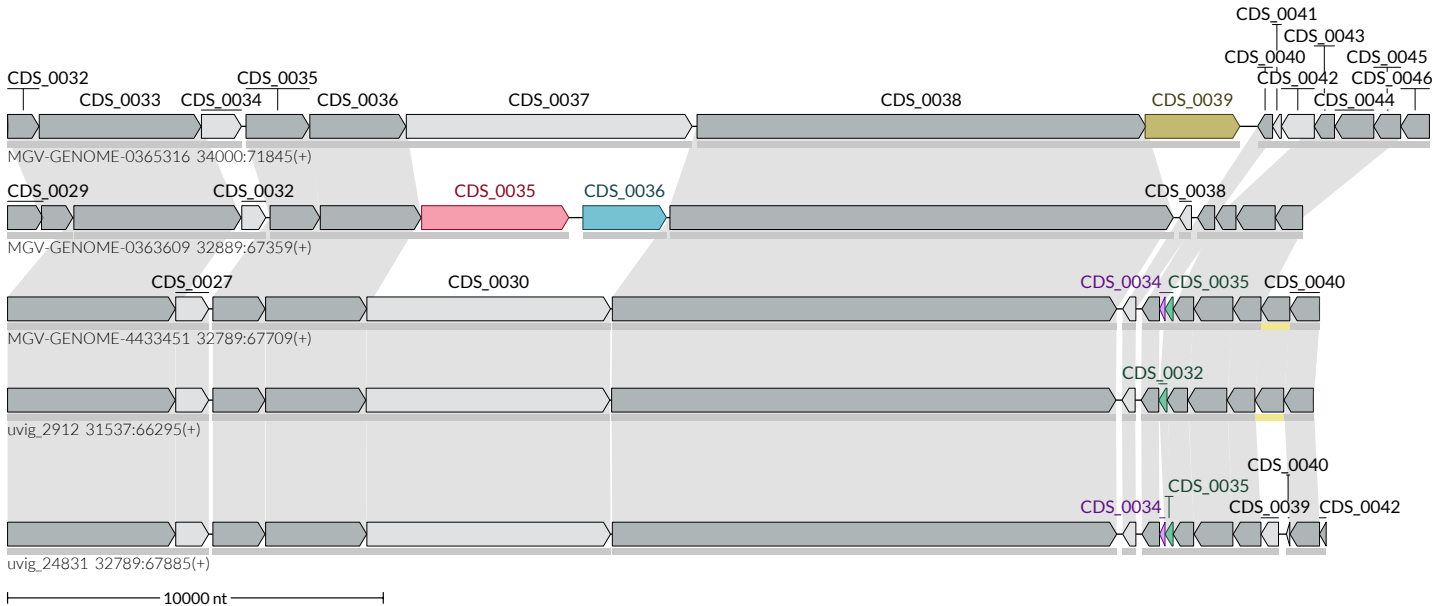 CDS_0041
CDS_0043
CDS_0040 CDS_0045
CDS_0032 CDS_0035 CDS_0042 CDS_0046
CDS_0033 CDS_0034 CDS_0036 CDS_0037 CDS_0038 CDS_0039 CDS_0044
MGV-GENOME-0365316 34000:71845(+)
CDS_0029 CDS_0032 CDS_0035 CDS_0036 CDS_0038
MGV-GENOME-0363609 32889:67359(+)
CDS_0027 CDS_0030 CDS_0034 CDS_0035 CDS_0040
MGV-GENOME-4433451 32789:67709(+)
CDS_0032
uvig_2912 31537:66295(+)
CDS_0040
CDS_0035
CDS_0034 CDS_0039 CDS_0042
uvig_24831 32789:67885(+)
10000 nt